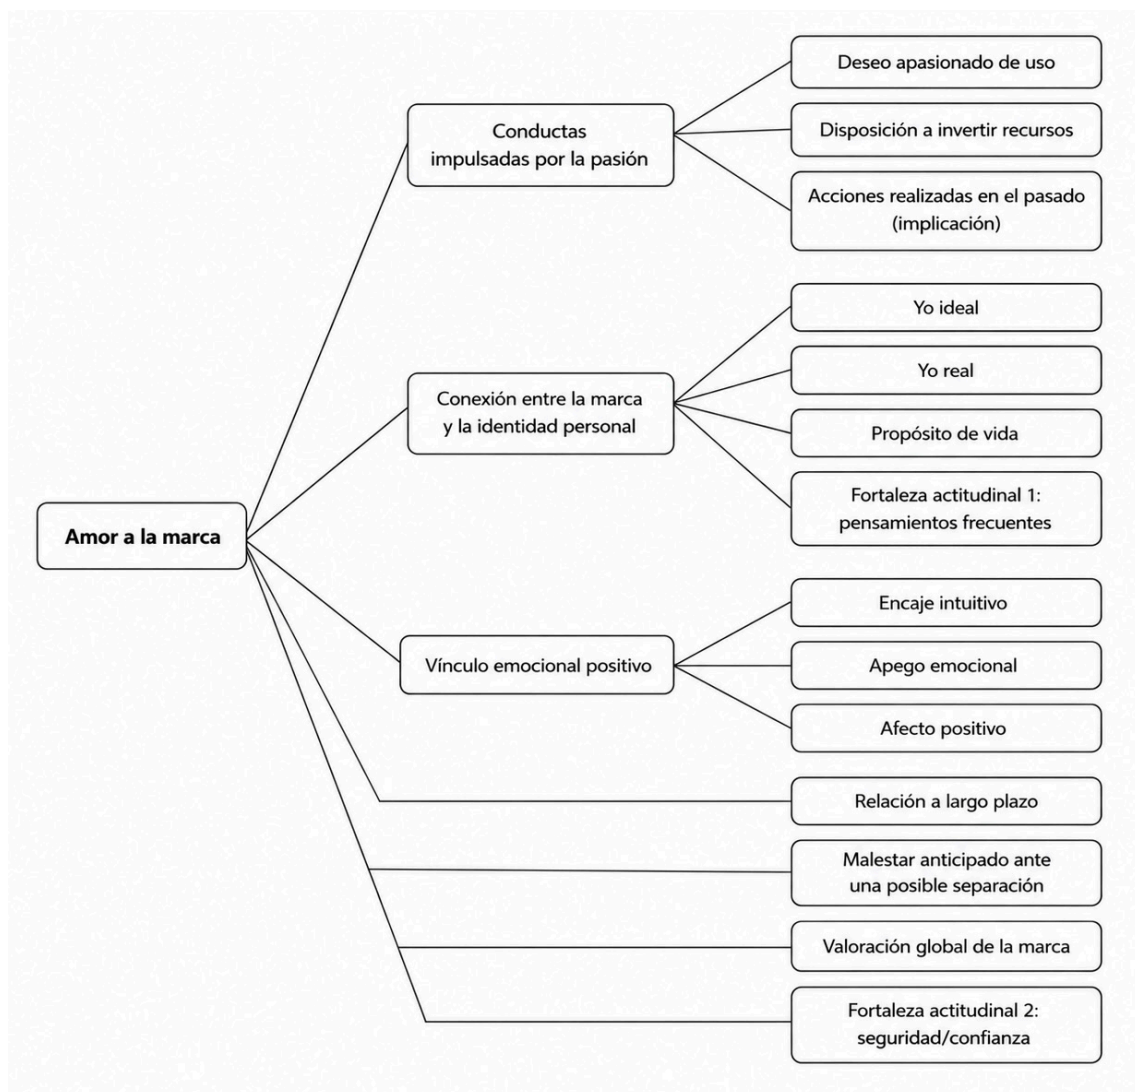 Amor a la marca
Conductas
impulsadas por la pasión
Deseo apasionado de uso
Disposición a invertir recursos
Acciones realizadas en el pasado
(implicación)
Conexión entre la marca
y la identidad personal
Yo ideal
Yo real
Propósito de vida
Fortaleza actitudinal 1:
pensamientos frecuentes
Vínculo emocional positivo
Encaje intuitivo
Apego emocional
Afecto positivo
Relación a largo plazo
Malestar anticipado ante
una posible separación
Valoración global de la marca
Fortaleza actitudinal 2:
seguridad/confianza